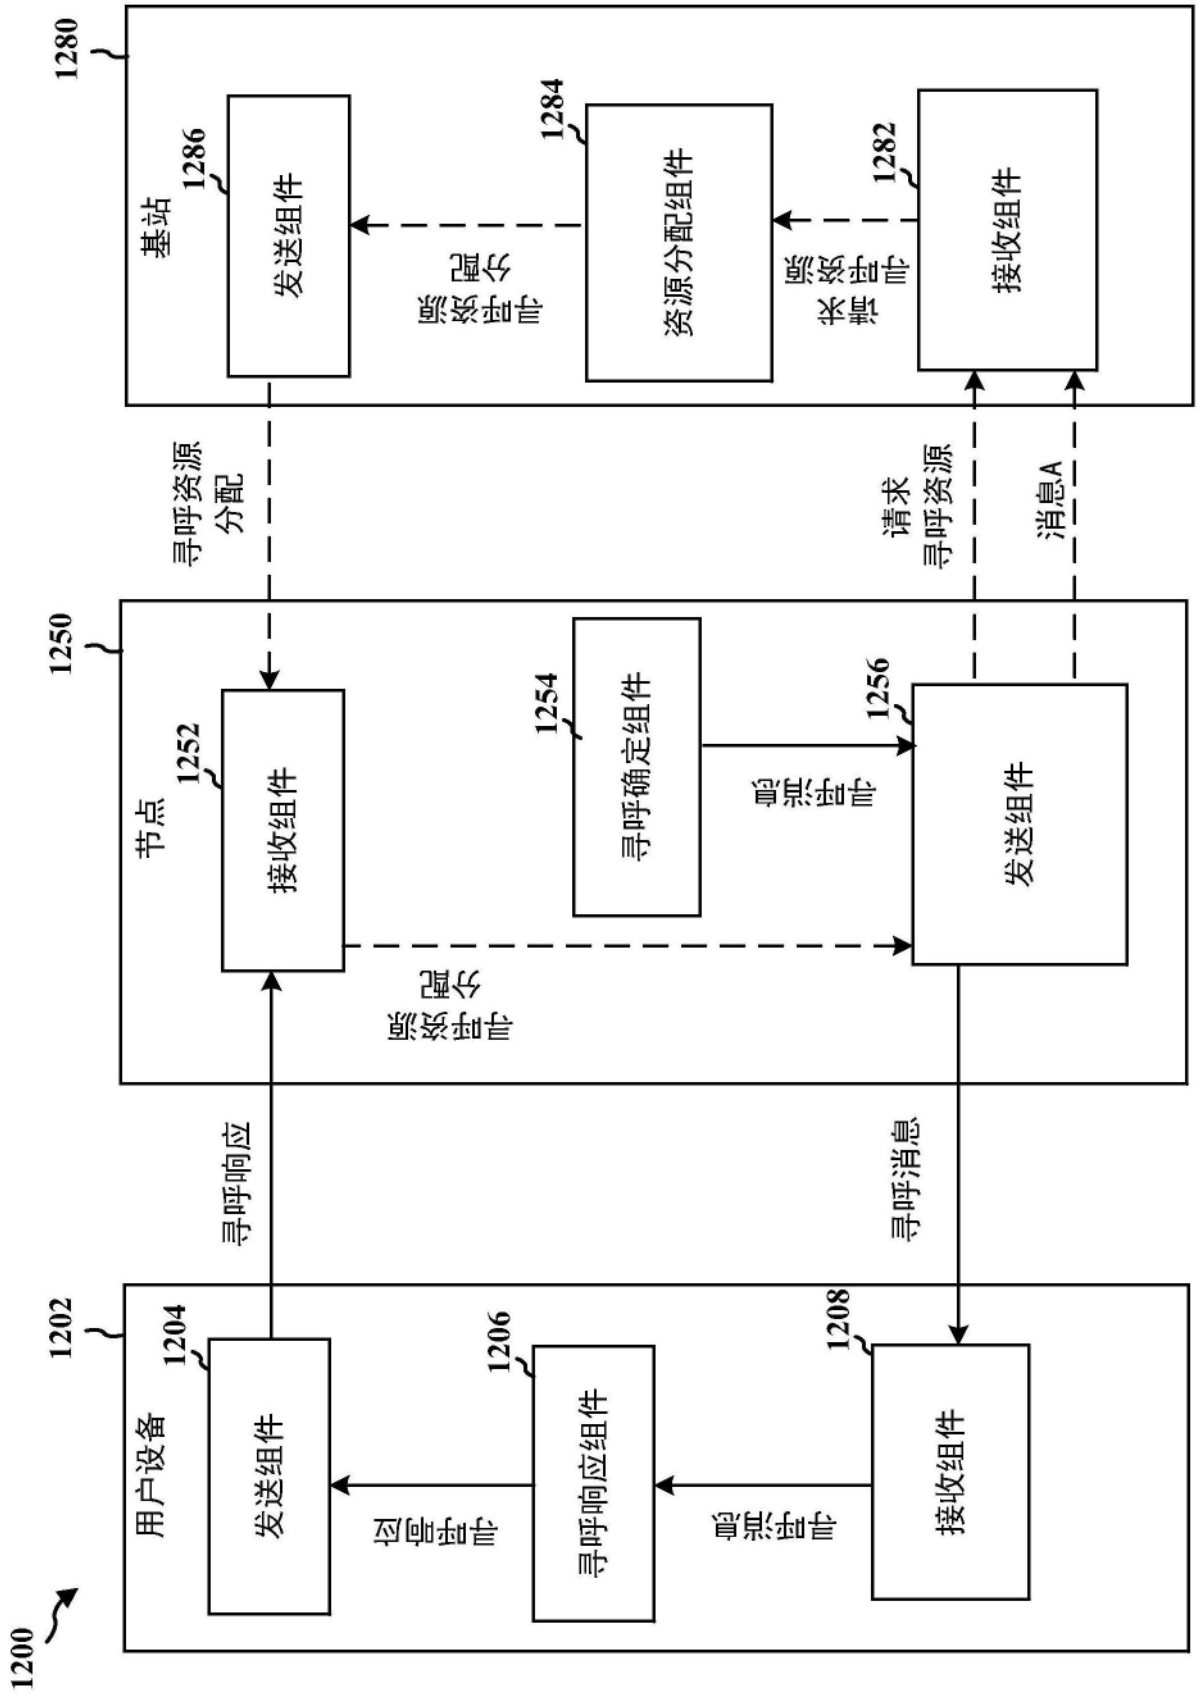 1200
1202
用户设备
1204
发送组件
寻呼响应
1206
寻呼响应组件
寻呼消息
1208
接收组件
寻呼响应
寻呼消息
1250
节点
1252
接收组件
寻呼资源
分配
1254
寻呼确定组件
寻呼消息
1256
发送组件
寻呼资源
分配
请求
寻呼资源
消息A
1280
基站
1286
发送组件
寻呼资源
分配
1284
资源分配组件
请求
寻呼资源
1282
接收组件